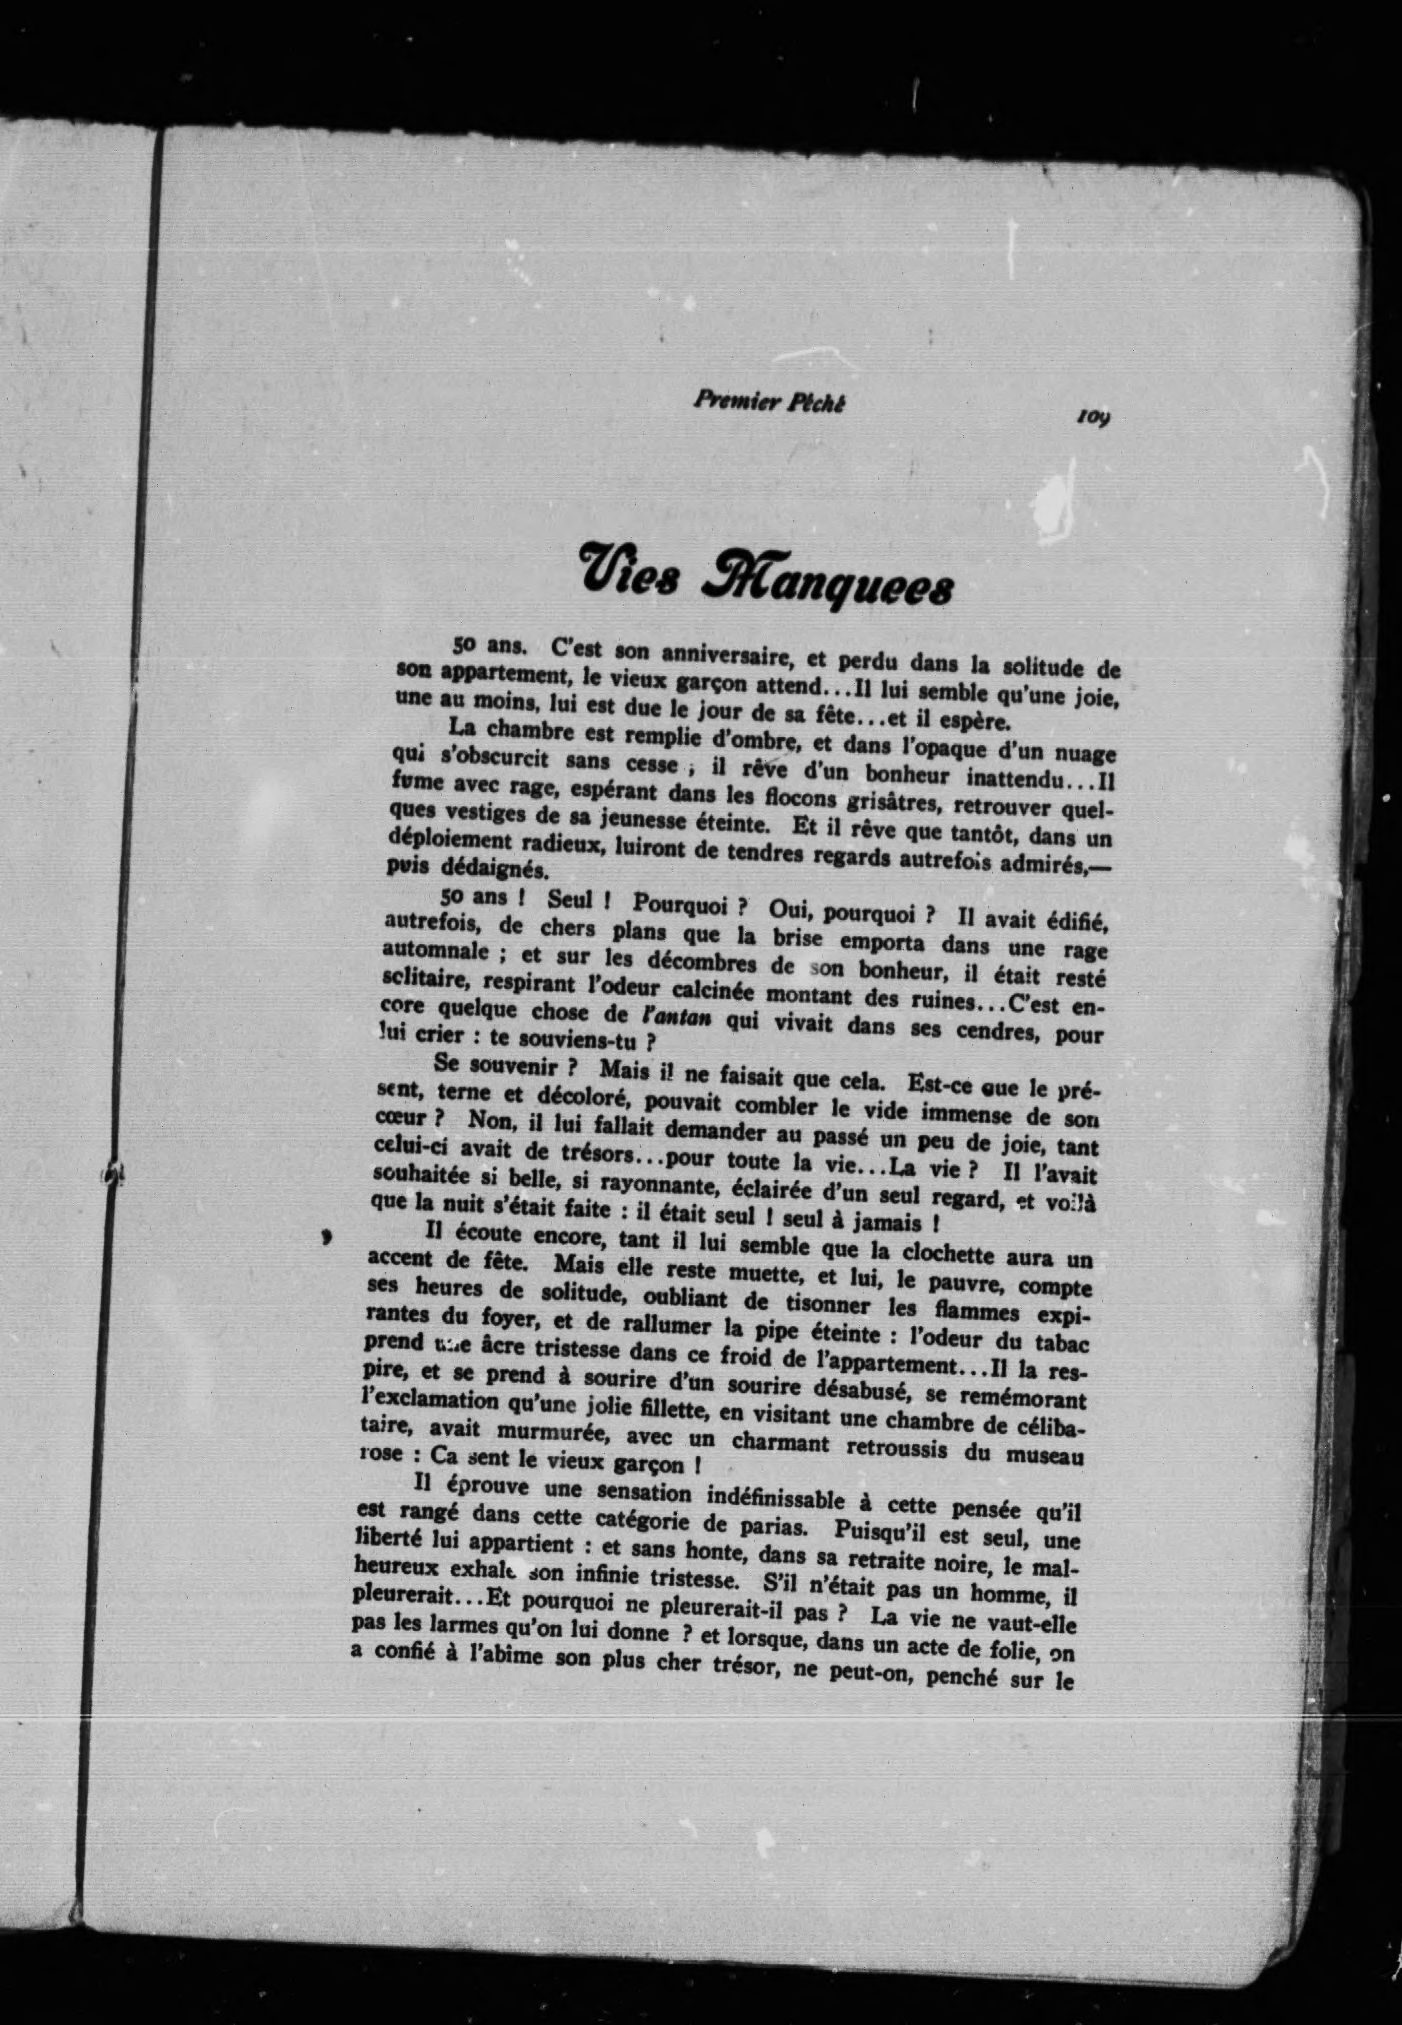 Premier Péché
109
Vies Manquees
50 ans. C'est son anniversaire, et perdu dans la solitude de
son appartement, le vieux garçon attend...Il lui semble qu'une joie,
une au moins, lui est due le jour de sa fête...et il espère.
La chambre est remplie d'ombre, et dans l'opaque d'un nuage
qui s'obscurcit sans cesse ; il rêve d'un bonheur inattendu...Il
fume avec rage, espérant dans les flocons grisâtres, retrouver quel-
ques vestiges de sa jeunesse éteinte. Et il rêve que tantôt, dans un
déploiement radieux, luiront de tendres regards autrefois admirés,—
puis dédaignés.
50 ans ! Seul ! Pourquoi ? Oui, pourquoi ? Il avait édifié,
autrefois, de chers plans que la brise emporta dans une rage
automnale ; et sur les décombres de son bonheur, il était resté
solitaire, respirant l'odeur calcinée montant des ruines...C'est en-
core quelque chose de l'antan qui vivait dans ses cendres, pour
lui crier : te souviens-tu ?
Se souvenir ? Mais il ne faisait que cela. Est-ce que le pré-
sent, terne et décoloré, pouvait combler le vide immense de son
cœur ? Non, il lui fallait demander au passé un peu de joie, tant
celui-ci avait de trésors...pour toute la vie...La vie ? Il l'avait
souhaitée si belle, si rayonnante, éclairée d'un seul regard, et voilà
que la nuit s'était faite : il était seul ! seul à jamais !
Il écoute encore, tant il lui semble que la clochette aura un
accent de fête. Mais elle reste muette, et lui, le pauvre, compte
ses heures de solitude, oubliant de tisonner les flammes expi-
rantes du foyer, et de rallumer la pipe éteinte : l'odeur du tabac
prend une âcre tristesse dans ce froid de l'appartement...Il la res-
pire, et se prend à sourire d'un sourire désabusé, se remémorant
l'exclamation qu'une jolie fillette, en visitant une chambre de céliba-
taire, avait murmurée, avec un charmant retroussis du museau
rose : Ca sent le vieux garçon !
Il éprouve une sensation indéfinissable à cette pensée qu'il
est rangé dans cette catégorie de parias. Puisqu'il est seul, une
liberté lui appartient : et sans honte, dans sa retraite noire, le mal-
heureux exhale son infinie tristesse. S'il n'était pas un homme, il
pleurerait...Et pourquoi ne pleurerait-il pas ? La vie ne vaut-elle
pas les larmes qu'on lui donne ? et lorsque, dans un acte de folie, on
a confié à l'abime son plus cher trésor, ne peut-on, penché sur le